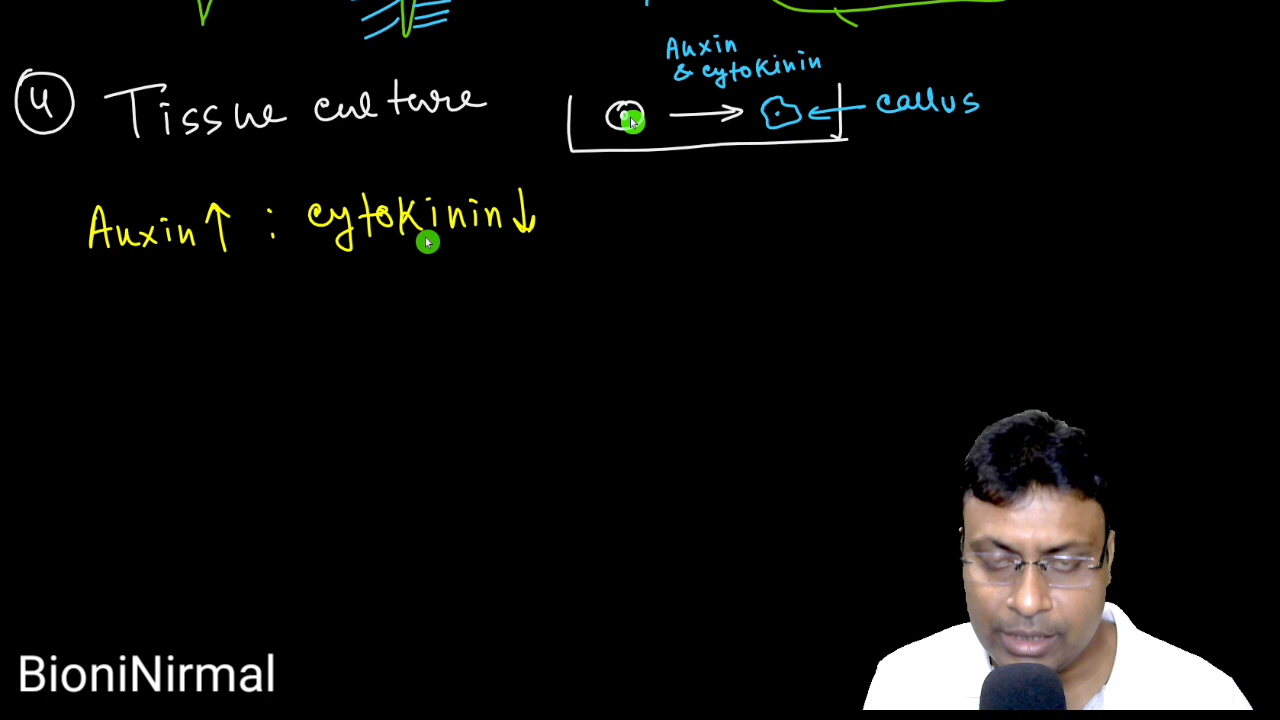 Auxin
& cytokinin
4 Tissue culture
callus
Auxin ↑ : cytokinin ↓
BioniNirmal